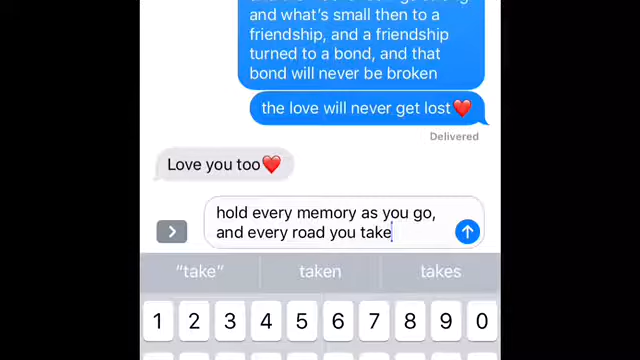 and what's small then to a
friendship, and a friendship
turned to a bond, and that
bond will never be broken
the love will never get lost❤️
Delivered
Love you too❤️
hold every memory as you go,
and every road you take
"take" taken takes
1 2 3 4 5 6 7 8 9 0